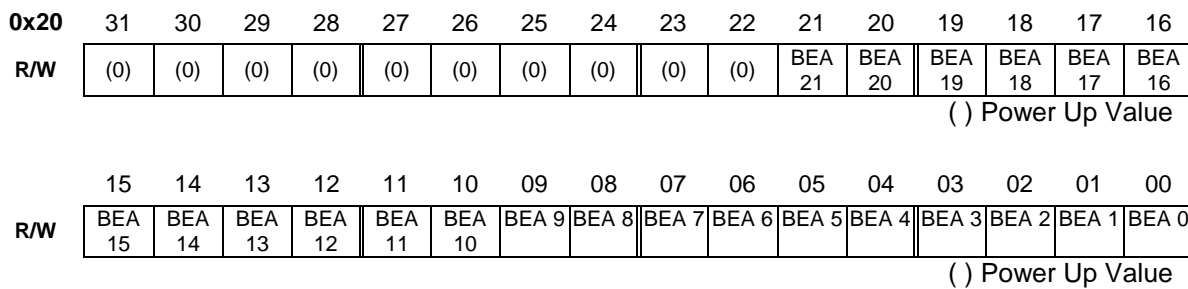 0x20 31 30 29 28 27 26 25 24 23 22 21 20 19 18 17 16
R/W (0) (0) (0) (0) (0) (0) (0) (0) (0) (0) BEA 21 BEA 20 BEA 19 BEA 18 BEA 17 BEA 16
( ) Power Up Value
15 14 13 12 11 10 09 08 07 06 05 04 03 02 01 00
R/W BEA 15 BEA 14 BEA 13 BEA 12 BEA 11 BEA 10 BEA 9 BEA 8 BEA 7 BEA 6 BEA 5 BEA 4 BEA 3 BEA 2 BEA 1 BEA 0
( ) Power Up Value